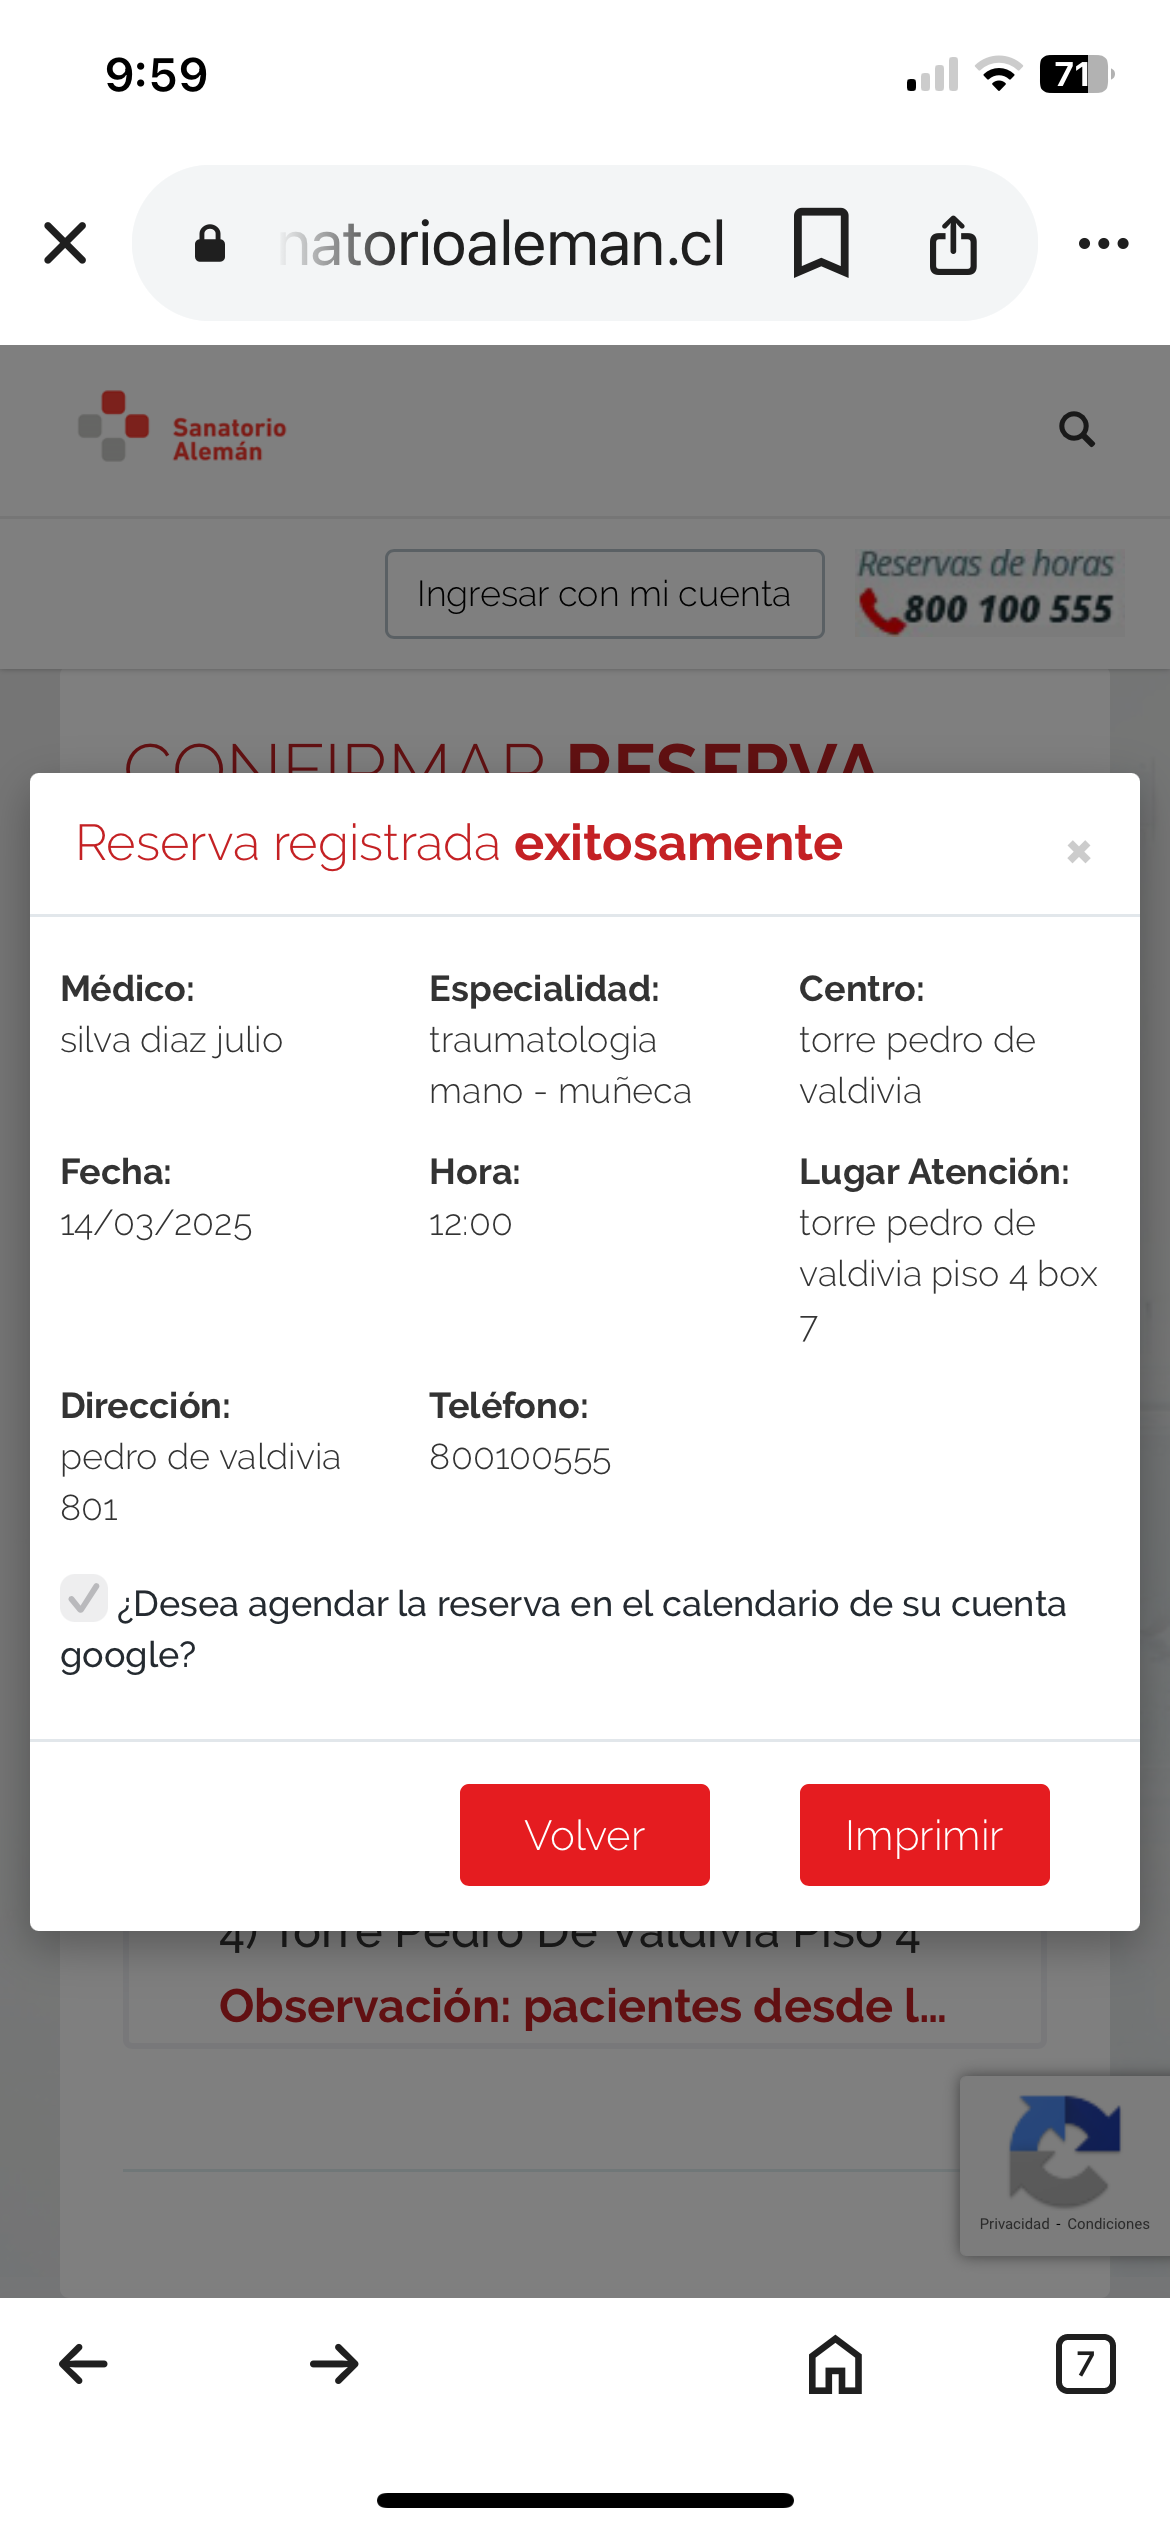 9:59
71
natorioaleman.cl
Sanatorio
Alemán
Ingresar con mi cuenta
Reservas de horas
800 100 555
CONFIRMAR RESERVA
Reserva registrada exitosamente
Médico:
silva diaz julio
Especialidad:
traumatologia
mano - muñeca
Centro:
torre pedro de
valdivia
Fecha:
14/03/2025
Hora:
12:00
Lugar Atención:
torre pedro de
valdivia piso 4 box
7
Dirección:
pedro de valdivia
801
Teléfono:
800100555
¿Desea agendar la reserva en el calendario de su cuenta
google?
Volver
Imprimir
4) Torre Pedro De Valdivia Piso 4
Observación: pacientes desde l...
Privacidad - Condiciones
7